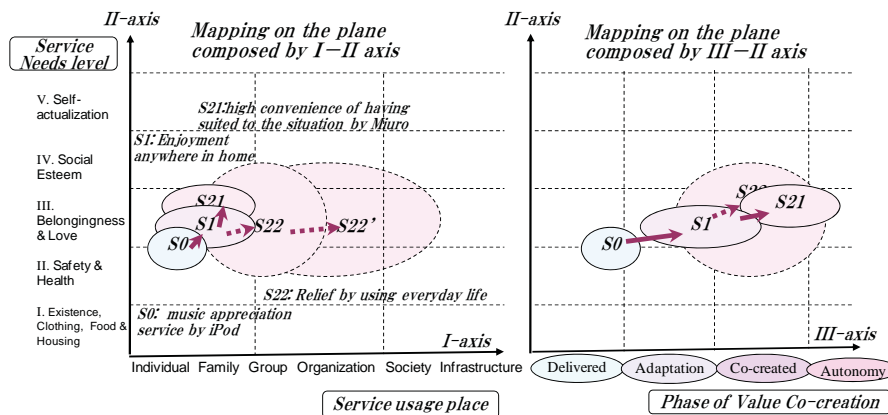 II-axis
Service
Needs level
Mapping on the plane
composed by I-II axis
V. Self-
actualization
S21:high convenience of having
suited to the situation by Miuro
S1: Enjoyment
anywhere in home
IV. Social
Esteem
III.
Belongingness
& Love
S21
S1
S22
S22'
S0
II. Safety &
Health
S22: Relief by using everyday life
I. Existence,
Clothing, Food &
Housing
S0: music appreciation
service by iPod
I-axis
Individual Family Group Organization Society Infrastructure
Service usage place
II-axis
Mapping on the plane
composed by III-II axis
S21
S1
S0
III-axis
Delivered
Adaptation
Co-created
Autonomy
Phase of Value Co-creation